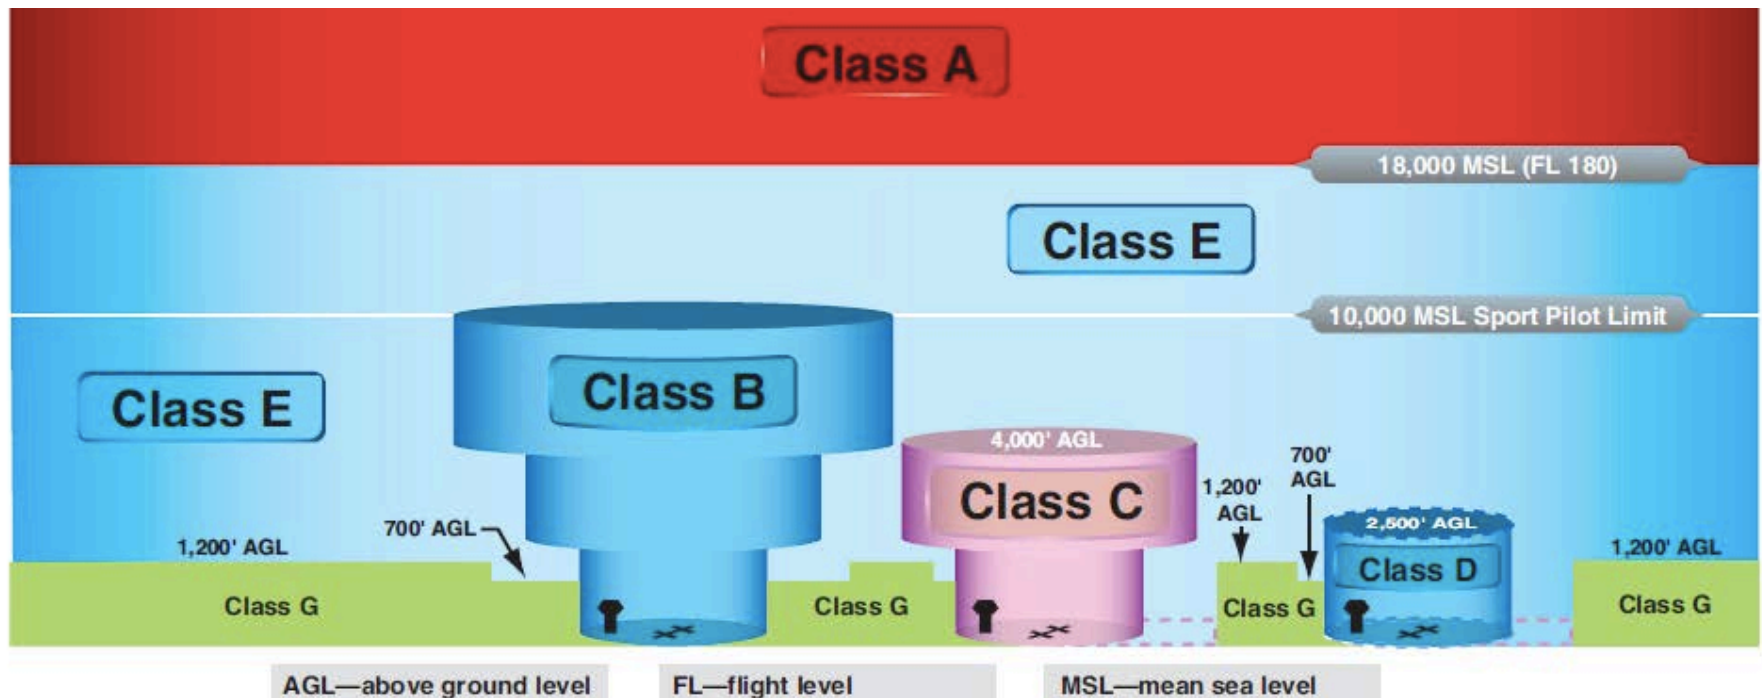 Class A
18,000 MSL (FL 180)
Class E
10,000 MSL Sport Pilot Limit
Class E
Class B
4,000' AGL
Class C
700'
AGL
1,200'
AGL
2,500' AGL
Class D
700' AGL
1,200' AGL
1,200' AGL
Class G
Class G
Class G
Class G
AGL—above ground level
FL—flight level
MSL—mean sea level